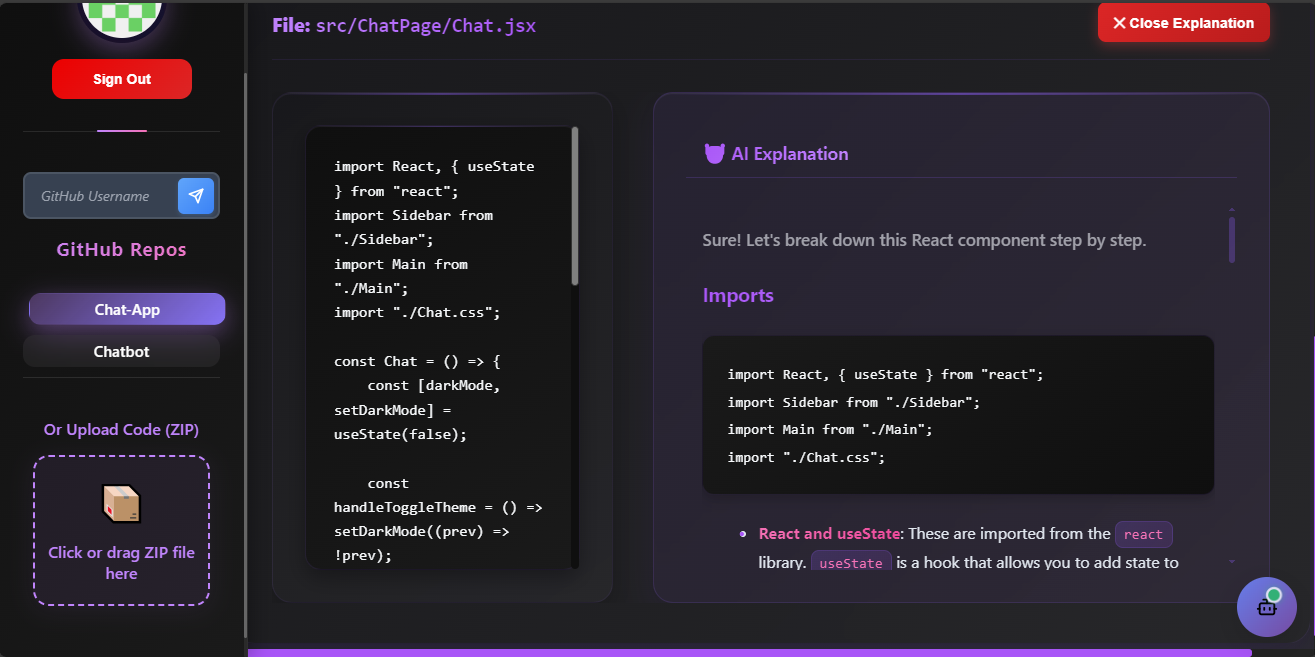 Sign Out
GitHub Username
GitHub Repos
Chat-App
Chatbot
Or Upload Code (ZIP)
Click or drag ZIP file
here
File: src/ChatPage/Chat.jsx
Close Explanation
import React, { useState
} from "react";
import Sidebar from
"./Sidebar";
import Main from
"./Main";
import "./Chat.css";
const Chat = () => {
const [darkMode,
setDarkMode] =
useState(false);
const
handleToggleTheme = () =>
setDarkMode((prev) =>
!prev);
AI Explanation
Sure! Let's break down this React component step by step.
Imports
import React, { useState } from "react";
import Sidebar from "./Sidebar";
import Main from "./Main";
import "./Chat.css";
React and useState: These are imported from the react
library. useState is a hook that allows you to add state to